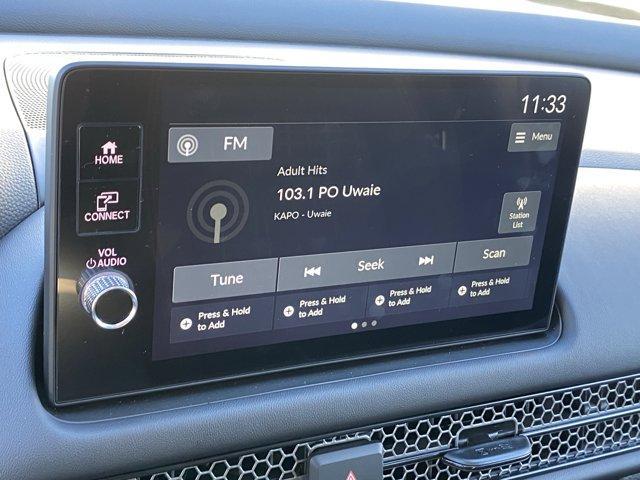 11:33
HOME
FM
Menu
Adult Hits
103.1 PO Uwaie
KAPO - Uwaie
CONNECT
Station
List
VOL
AUDIO
Tune
Seek
Scan
Press & Hold
to Add
Press & Hold
to Add
Press & Hold
to Add
Press & Hold
to Add